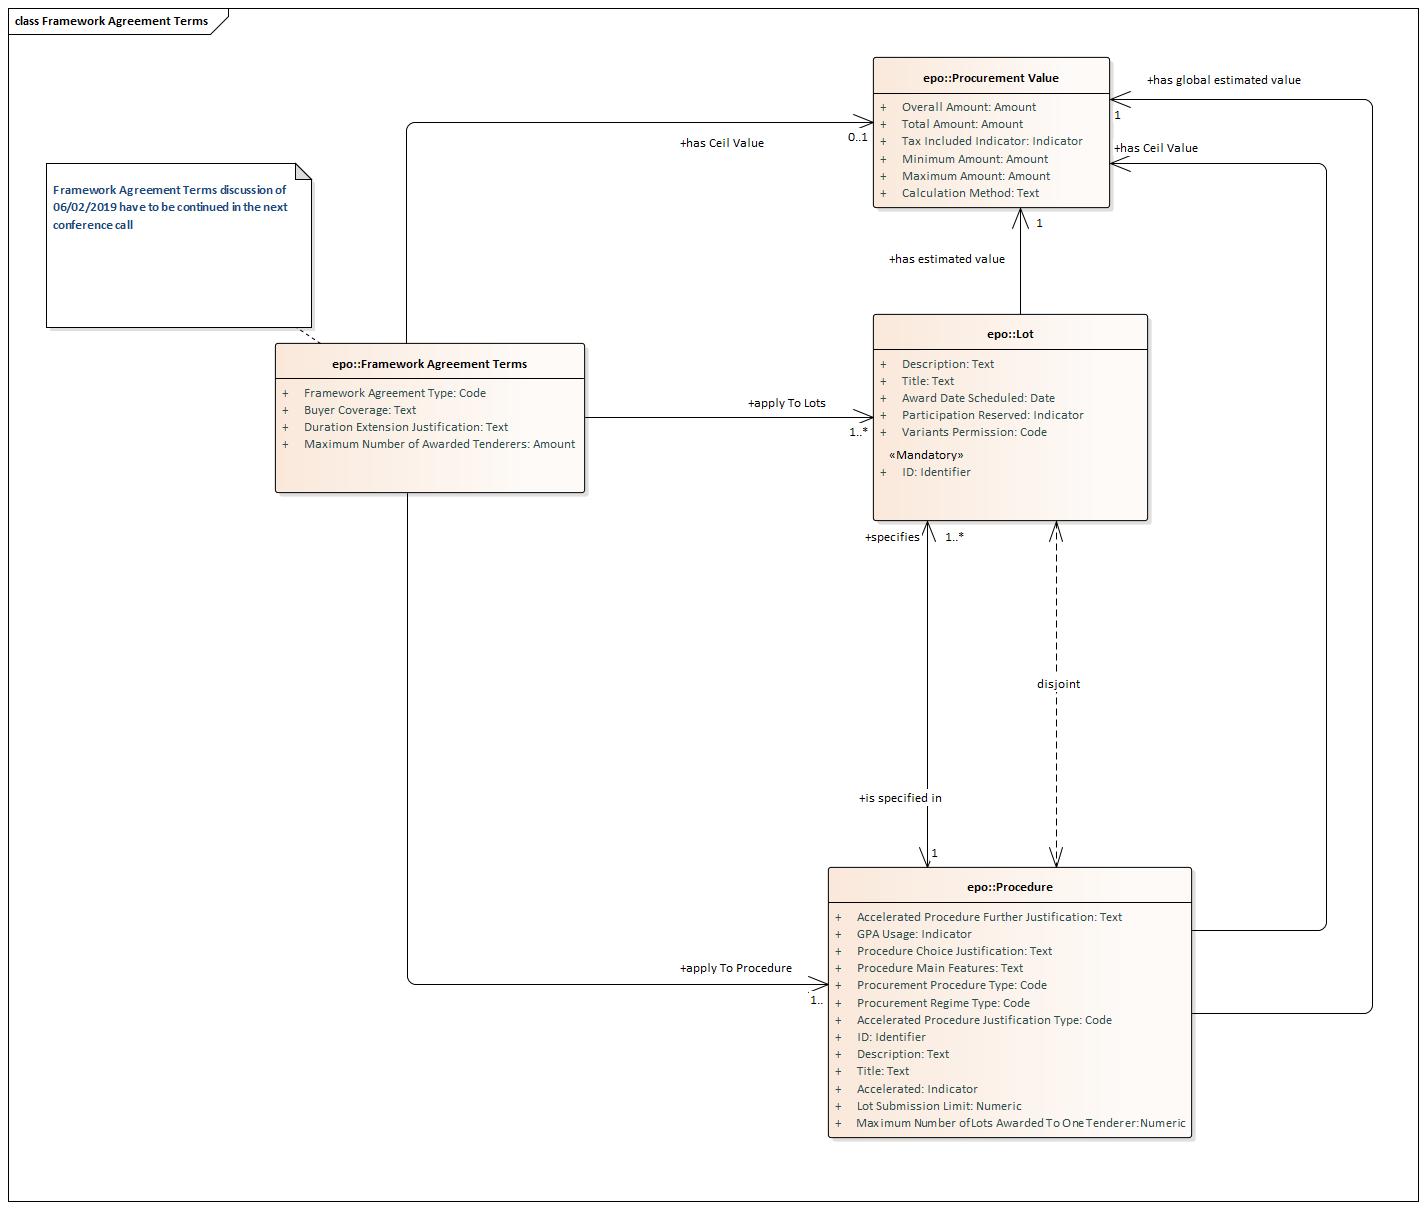 class Framework Agreement Terms
+has global estimated value
epo::Procurement Value
+ Overall Amount: Amount
+ Total Amount: Amount
+ Tax Included Indicator: Indicator
+ Minimum Amount: Amount
+ Maximum Amount: Amount
+ Calculation Method: Text
1
0..1
+has Ceil Value
+has Ceil Value
Framework Agreement Terms discussion of
06/02/2019 have to be continued in the next
conference call
1
+has estimated value
epo::Lot
+ Description: Text
+ Title: Text
+ Award Date Scheduled: Date
+ Participation Reserved: Indicator
+ Variants Permission: Code
«Mandatory»
+ ID: Identifier
epo::Framework Agreement Terms
+ Framework Agreement Type: Code
+ Buyer Coverage: Text
+ Duration Extension Justification: Text
+ Maximum Number of Awarded Tenderers: Amount
+apply To Lots
1..*
+specifies
1..*
disjoint
+is specified in
1
epo::Procedure
+ Accelerated Procedure Further Justification: Text
+ GPA Usage: Indicator
+ Procedure Choice Justification: Text
+ Procedure Main Features: Text
+ Procurement Procedure Type: Code
+ Procurement Regime Type: Code
+ Accelerated Procedure Justification Type: Code
+ ID: Identifier
+ Description: Text
+ Title: Text
+ Accelerated: Indicator
+ Lot Submission Limit: Numeric
+ Maximum Number of Lots Awarded To One Tenderer: Numeric
+apply To Procedure
1..